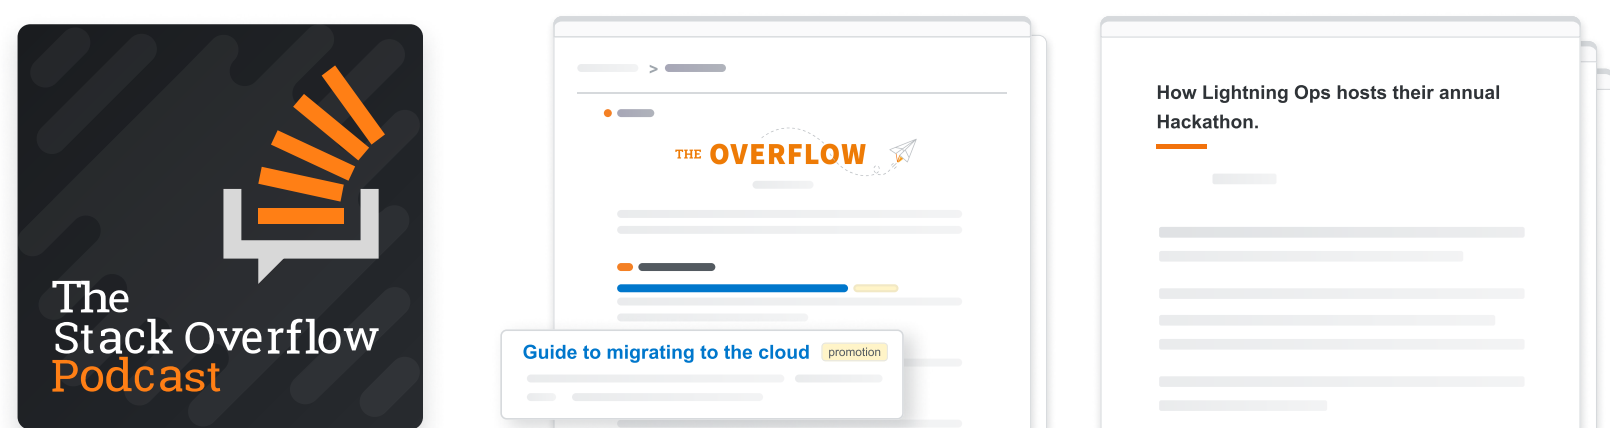 The
Stack Overflow
Podcast
>
THE OVERFLOW
Guide to migrating to the cloud promotion
How Lightning Ops hosts their annual
Hackathon.